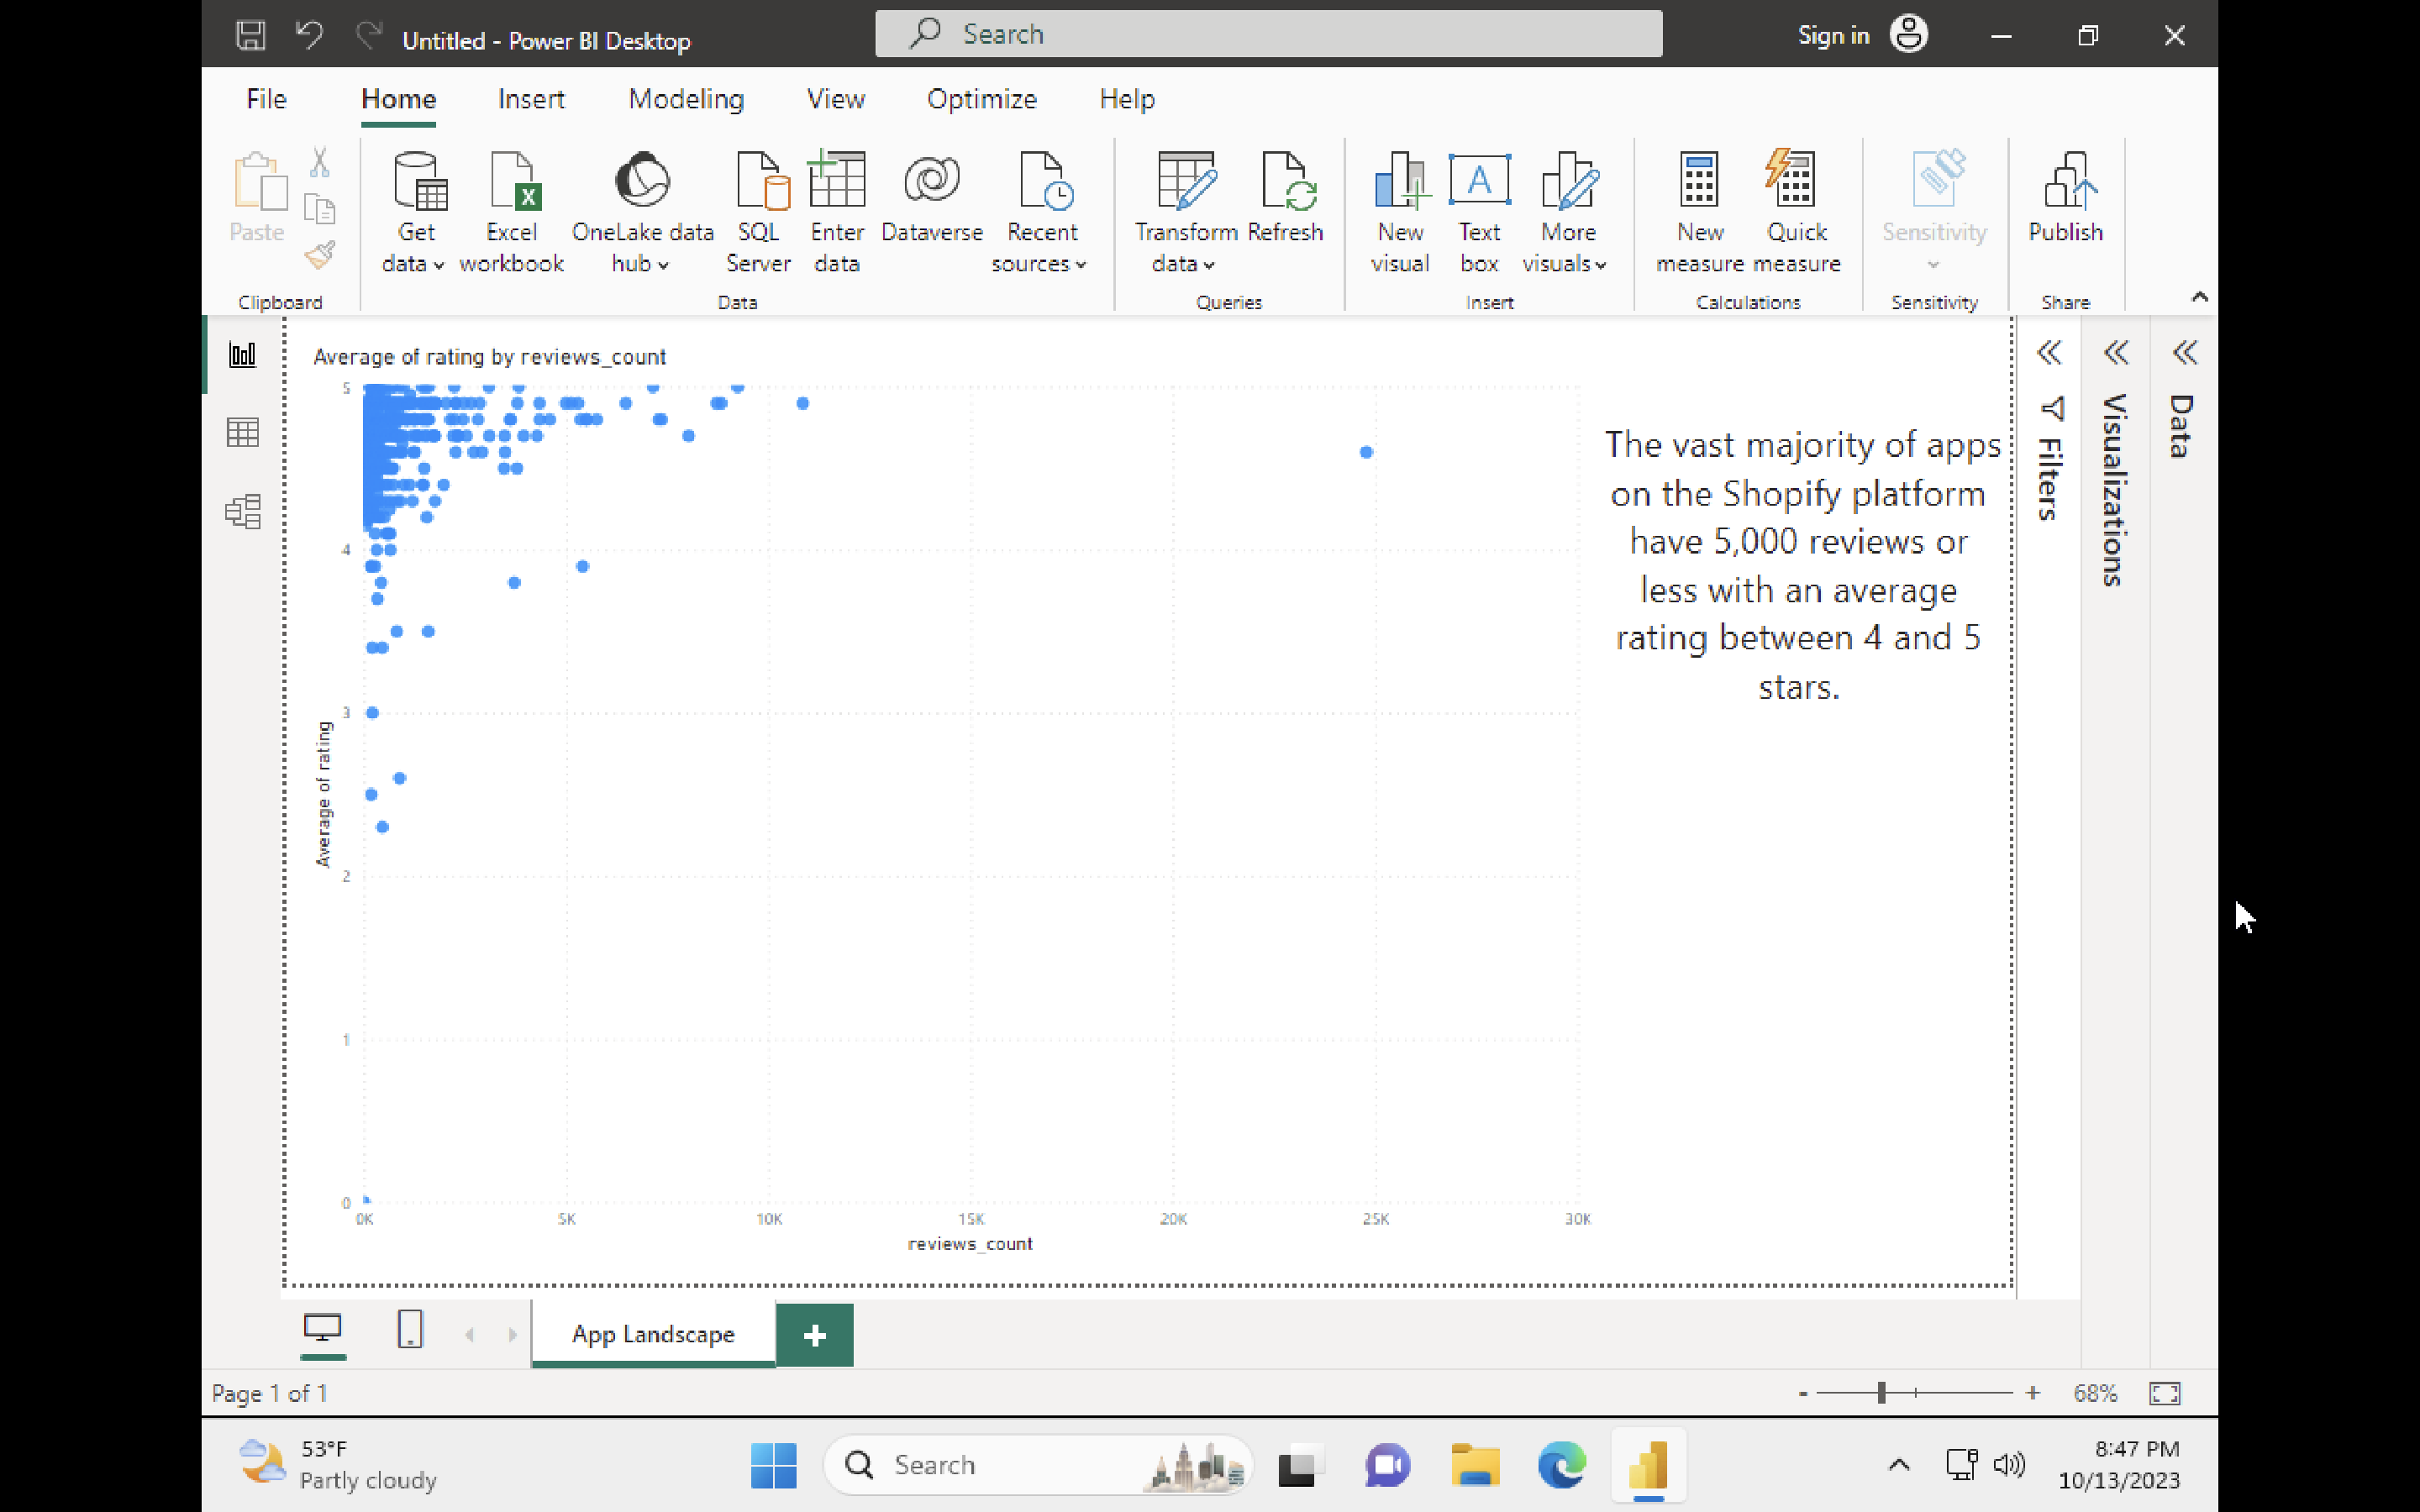 Untitled - Power BI Desktop
Search
Sign in
File
Home
Insert
Modeling
View
Optimize
Help
Paste
Get data
Excel workbook
OneLake data hub
SQL Server
Enter data
Dataverse
Recent sources
Transform data
Refresh
New visual
Text box
More visuals
New measure
Quick measure
Sensitivity
Publish
Clipboard
Data
Queries
Insert
Calculations
Sensitivity
Share
Average of rating by reviews_count
5
4
3
2
1
0
Average of rating
0K
5K
10K
15K
20K
25K
30K
reviews_count
The vast majority of apps
on the Shopify platform
have 5,000 reviews or
less with an average
rating between 4 and 5
stars.
Filters
Visualizations
Data
App Landscape
Page 1 of 1
- + 68%
53°F
Partly cloudy
Search
8:47 PM
10/13/2023